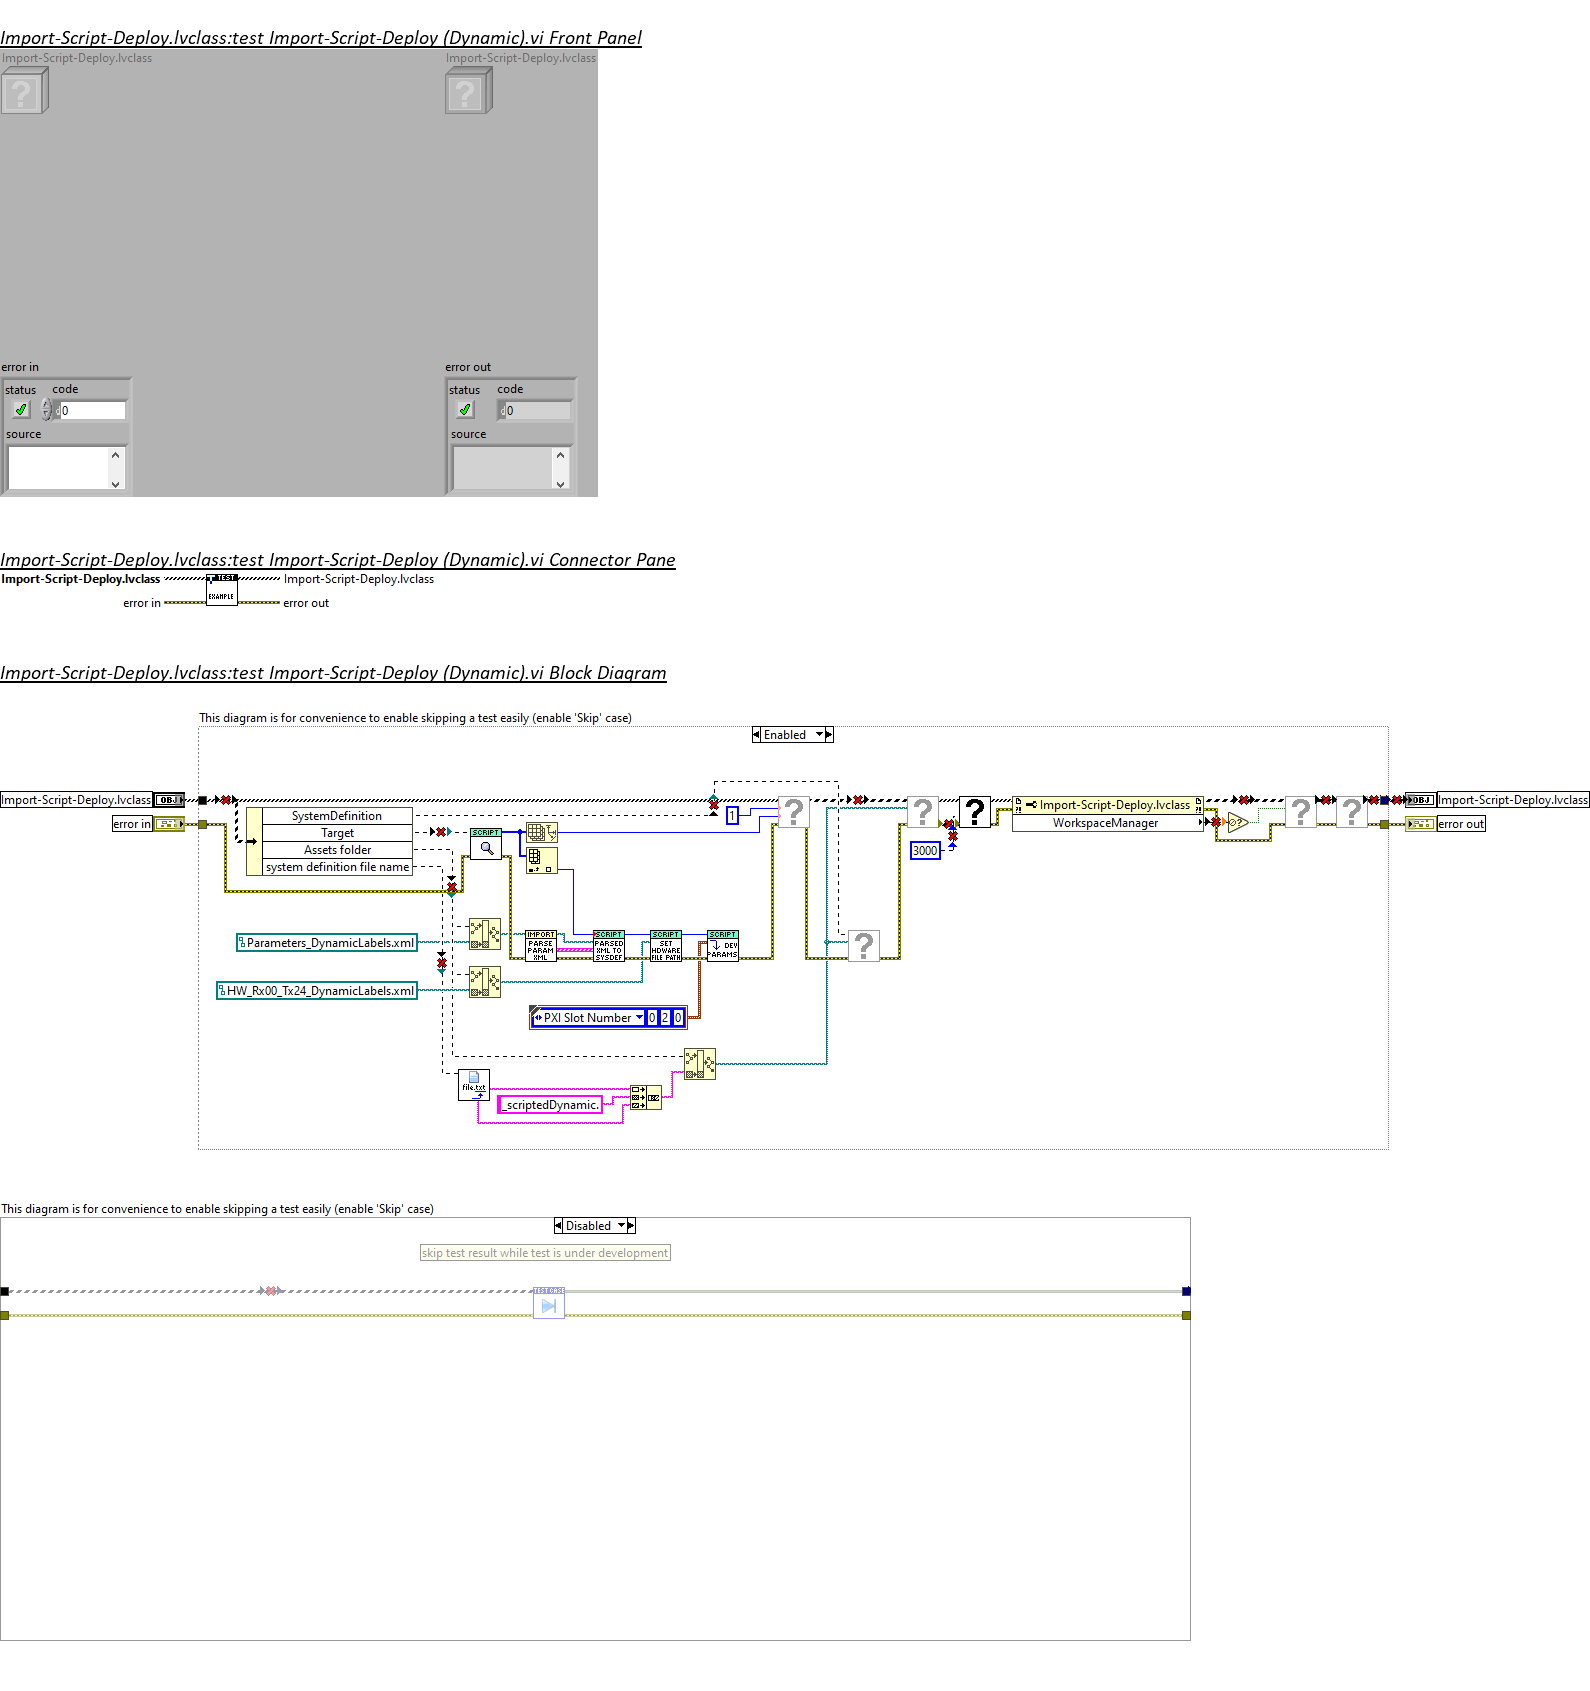 Import-Script-Deploy.lvclass:test Import-Script-Deploy (Dynamic).vi Front Panel
Import-Script-Deploy.lvclass
Import-Script-Deploy.lvclass
?
?
error in
error out
status
code
status
code
0
0
source
source
Import-Script-Deploy.lvclass:test Import-Script-Deploy (Dynamic).vi Connector Pane
Import-Script-Deploy.lvclass
TEST
EXAMPLE
Import-Script-Deploy.lvclass
error in
error out
Import-Script-Deploy.lvclass:test Import-Script-Deploy (Dynamic).vi Block Diagram
This diagram is for convenience to enable skipping a test easily (enable 'Skip' case)
Enabled
Import-Script-Deploy.lvclass
OBJ
error in
SystemDefinition
Target
Assets folder
system definition file name
SCRIPT
1
?
?
?
Import-Script-Deploy.lvclass
WorkspaceManager
?
?
OBJ
Import-Script-Deploy.lvclass
error out
3000
Parameters_DynamicLabels.xml
IMPORT
PARSE
PARAM
XML
SCRIPT
PARSED
XML TO
SYSDEF
SCRIPT
SET
HDWARE
FILE PATH
SCRIPT
DEV
PARAMS
?
HW_Rx00_Tx24_DynamicLabels.xml
PXI Slot Number
0
2
0
file.txt
_scriptedDynamic.
This diagram is for convenience to enable skipping a test easily (enable 'Skip' case)
Disabled
skip test result while test is under development
TEST CASE